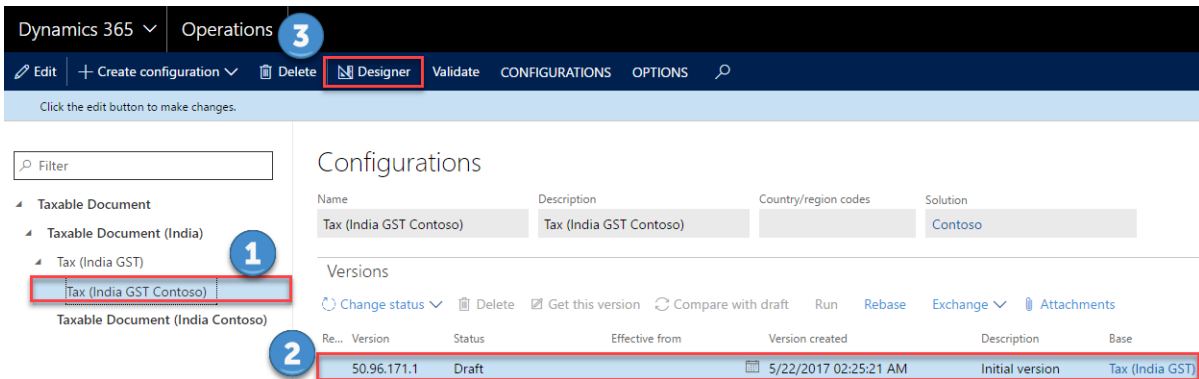 Dynamics 365 Operations
3
Edit Create configuration Delete Designer Validate CONFIGURATIONS OPTIONS
Click the edit button to make changes.
Filter
Configurations
Name Description Country/region codes Solution
Tax (India GST Contoso) Tax (India GST Contoso) Contoso
Taxable Document
Taxable Document (India)
Tax (India GST)
1
Tax (India GST Contoso)
Taxable Document (India Contoso)
Versions
Change status Delete Get this version Compare with draft Run Rebase Exchange Attachments
Re... Version Status Effective from Version created Description Base
2
50.96.171.1 Draft 5/22/2017 02:25:21 AM Initial version Tax (India GST)